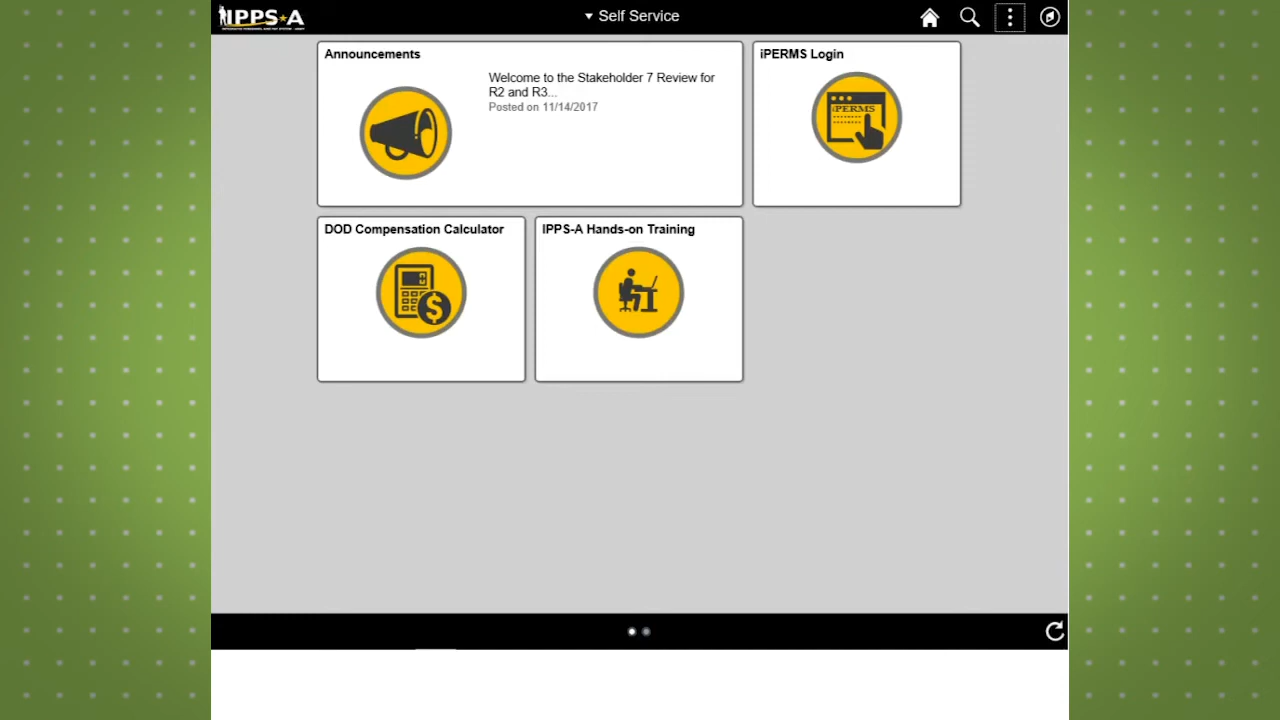 IPPS-A
Self Service
Announcements
Welcome to the Stakeholder 7 Review for
R2 and R3...
Posted on 11/14/2017
iPERMS Login
iPERMS
DOD Compensation Calculator
IPPS-A Hands-on Training